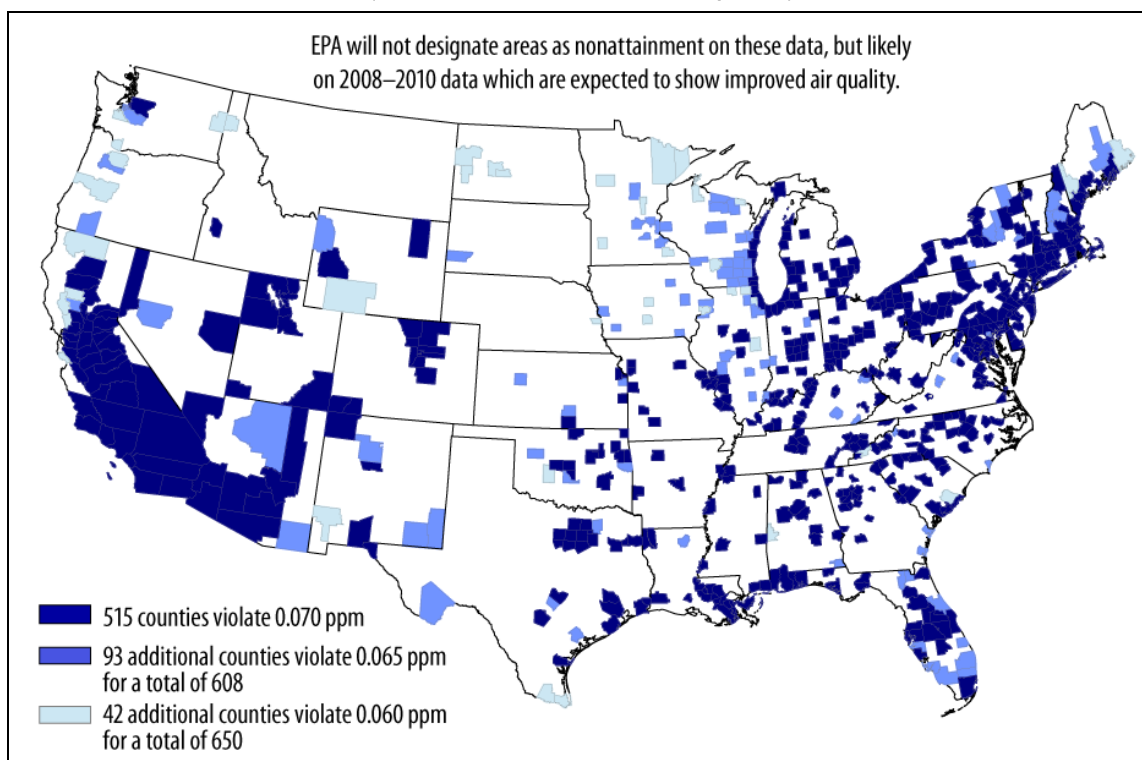 EPA will not designate areas as nonattainment on these data, but likely
on 2008–2010 data which are expected to show improved air quality.
515 counties violate 0.070 ppm
93 additional counties violate 0.065 ppm
for a total of 608
42 additional counties violate 0.060 ppm
for a total of 650